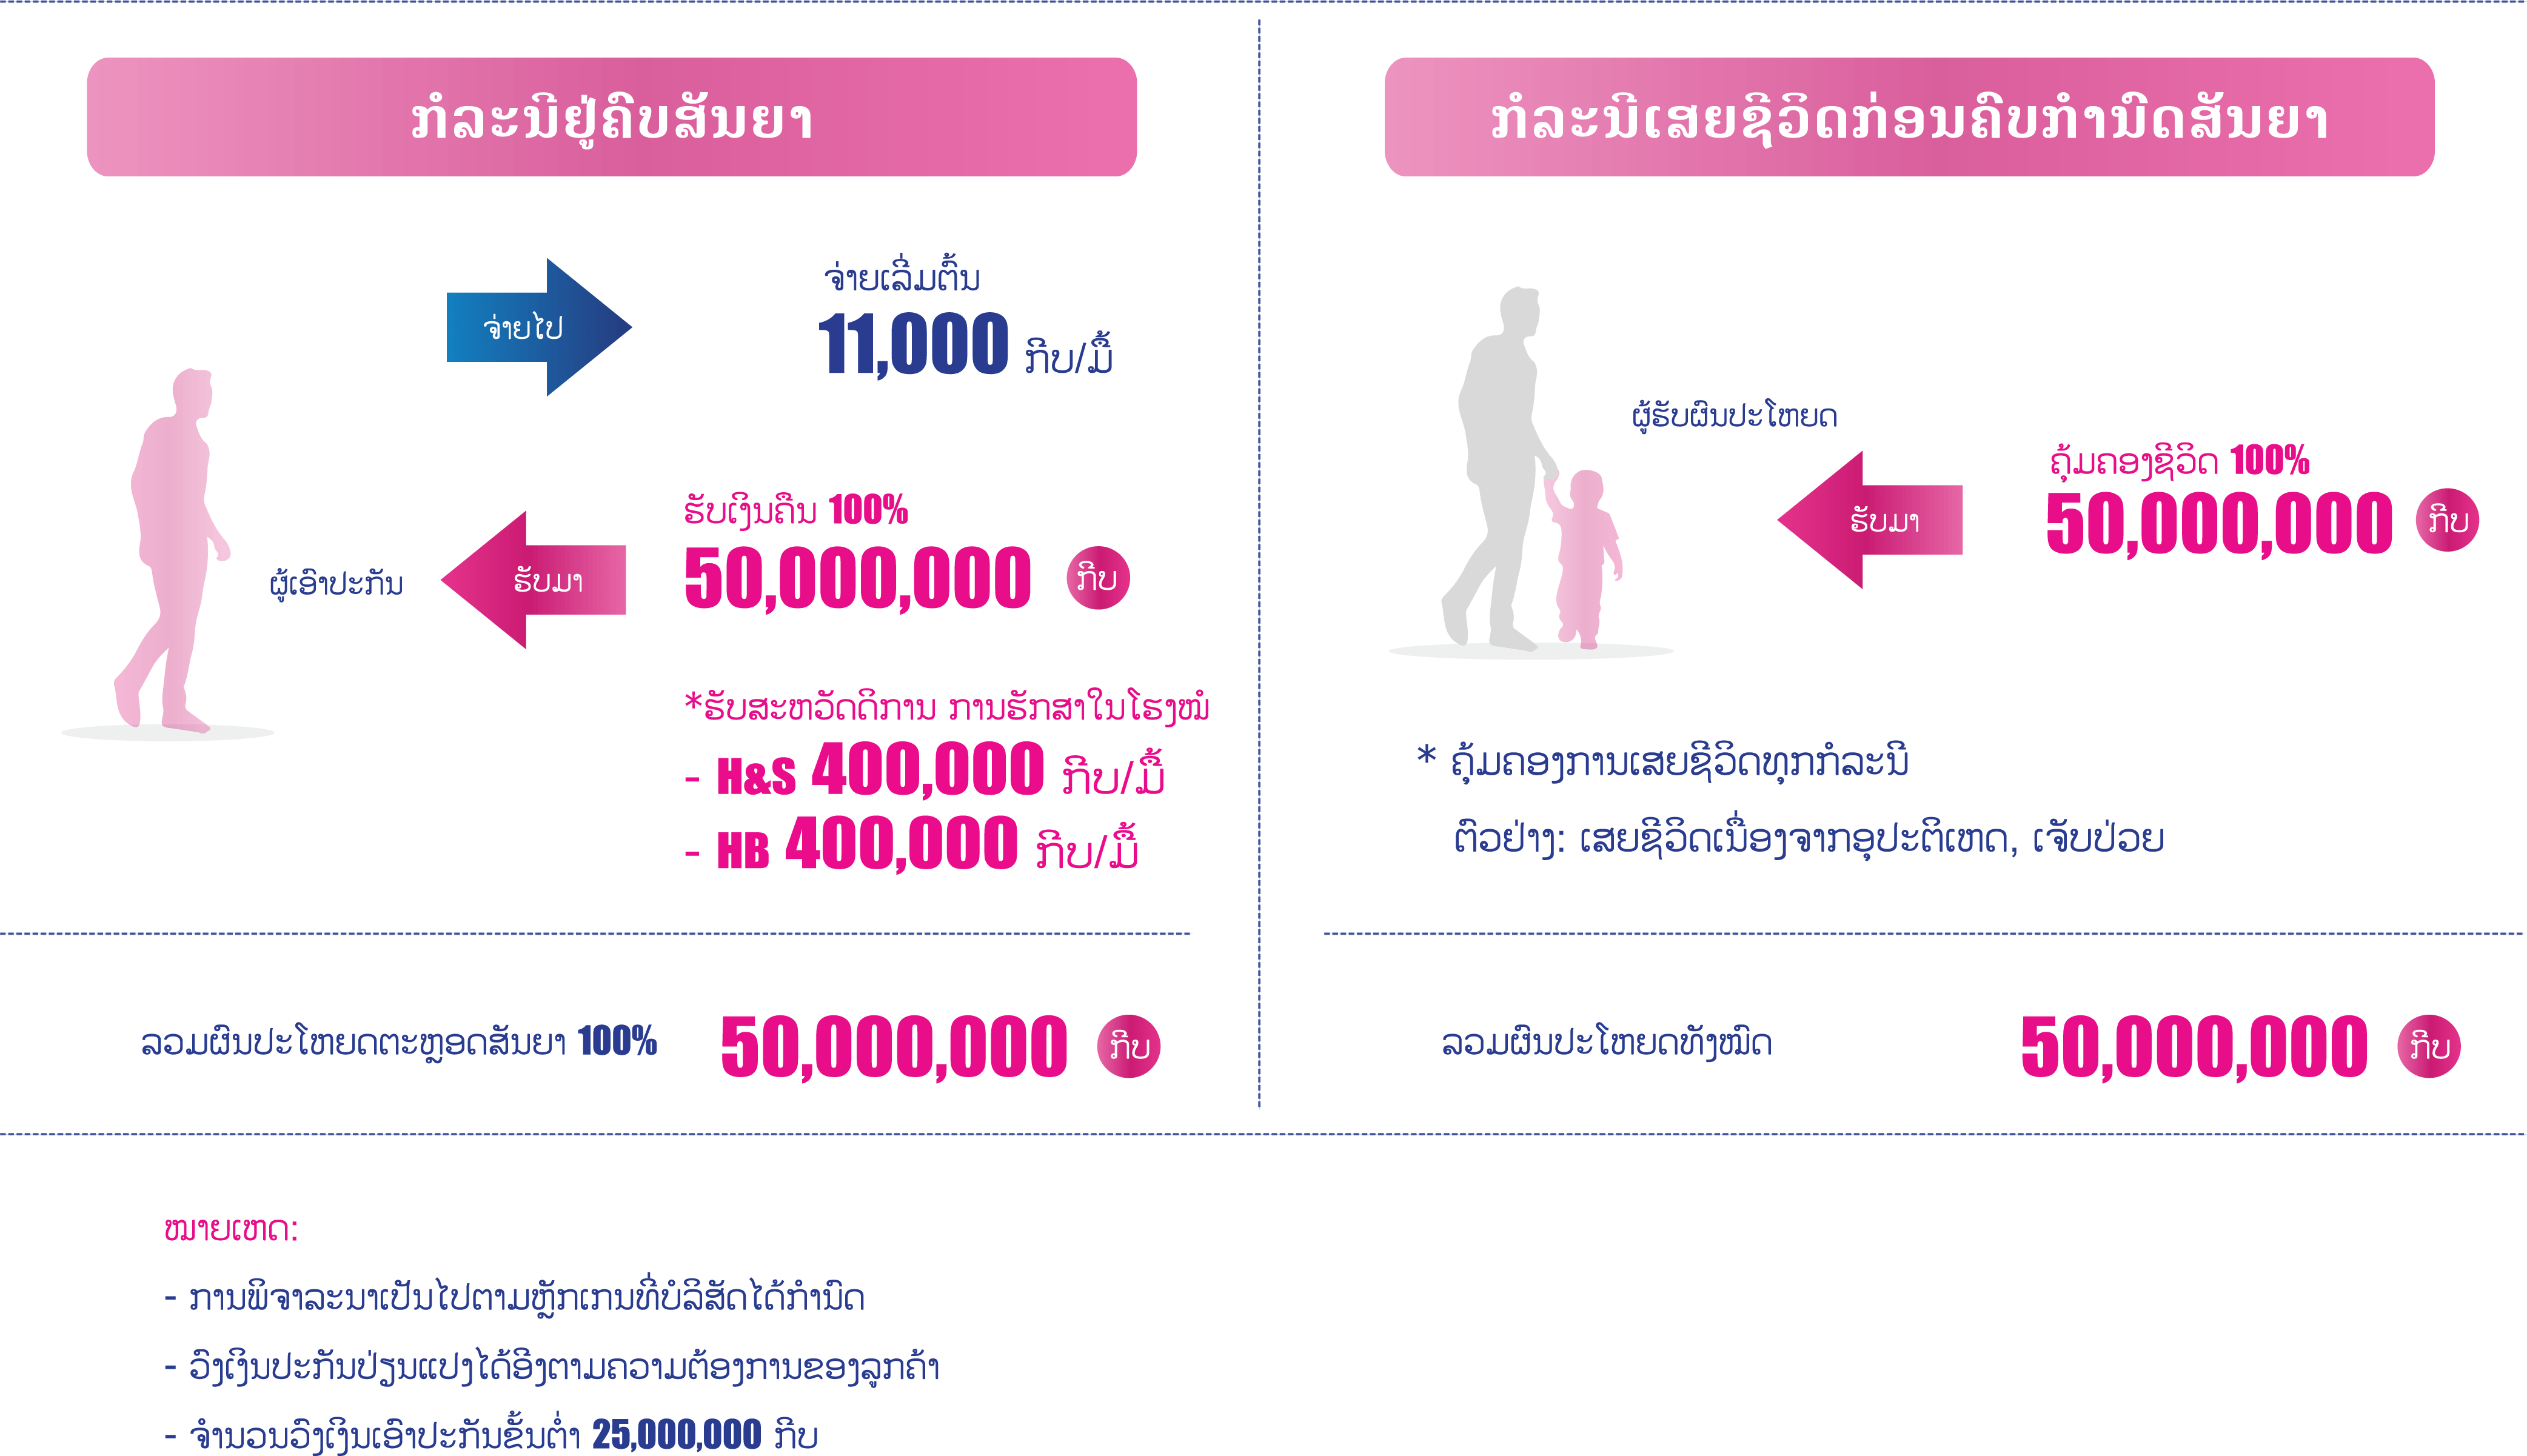 ກໍລະນີຢູ່ຄົບສັນຍາ
ຈ່າຍໄປ
ຈ່າຍເລີ່ມຕົ້ນ
11,000 ກີບ/ມື້
ຜູ້ເອົາປະກັນ
ຮັບມາ
ຮັບເງິນຄືນ 100%
50,000,000 ກີບ
*ຮັບສະຫວັດດີການ ການຮັກສາໃນໂຮງໝໍ
- H&S 400,000 ກີບ/ມື້
- HB 400,000 ກີບ/ມື້
ລວມຜົນປະໂຫຍດຕະຫຼອດສັນຍາ 100% 50,000,000 ກີບ
ກໍລະນີເສຍຊີວິດກ່ອນຄົບກຳນົດສັນຍາ
ຜູ້ຮັບຜົນປະໂຫຍດ
ຮັບມາ
ຄຸ້ມຄອງຊີວິດ 100%
50,000,000 ກີບ
* ຄຸ້ມຄອງການເສຍຊີວິດທຸກກໍລະນີ
ຕົວຢ່າງ: ເສຍຊີວິດເນື່ອງຈາກອຸປະຕິເຫດ, ເຈັບປ່ວຍ
ລວມຜົນປະໂຫຍດທັງໝົດ 50,000,000 ກີບ
ໝາຍເຫດ:
- ການພິຈາລະນາເປັນໄປຕາມຫຼັກເກນທີ່ບໍລິສັດໄດ້ກຳນົດ
- ວົງເງິນປະກັນປ່ຽນແປງໄດ້ອີງຕາມຄວາມຕ້ອງການຂອງລູກຄ້າ
- ຈຳນວນວົງເງິນເອົາປະກັນຂັ້ນຕ່ຳ 25,000,000 ກີບ